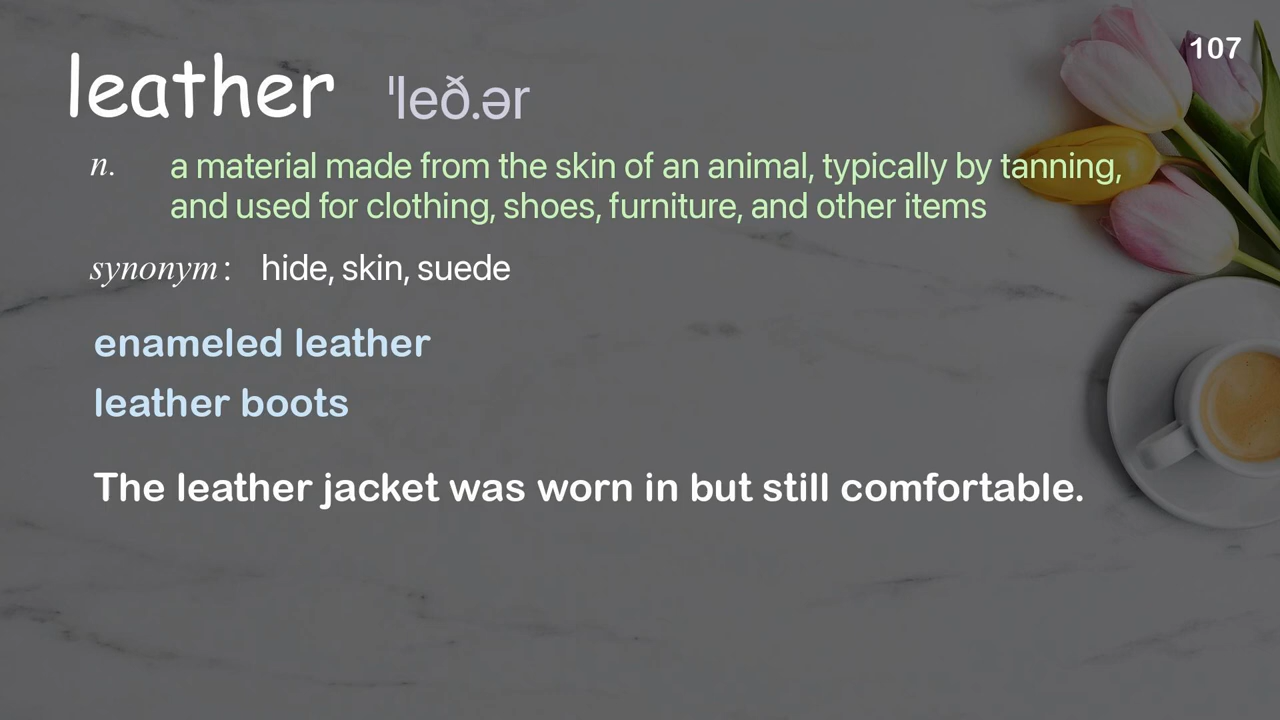 107
leather ˈleð.ər
n. a material made from the skin of an animal, typically by tanning,
and used for clothing, shoes, furniture, and other items
synonym: hide, skin, suede
enameled leather
leather boots
The leather jacket was worn in but still comfortable.